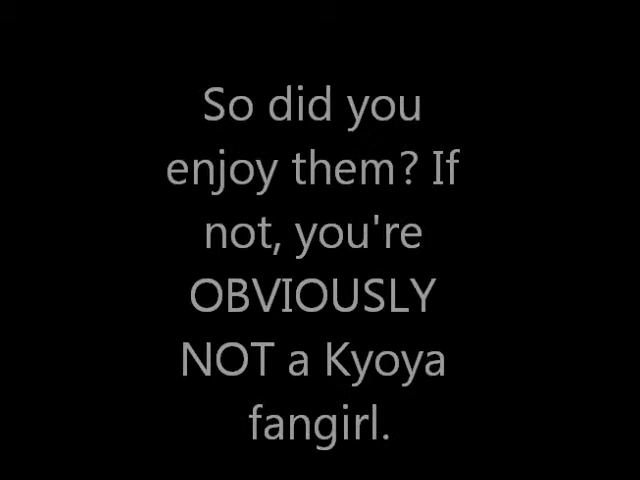 So did you
enjoy them? If
not, you're
OBVIOUSLY
NOT a Kyoya
fangirl.